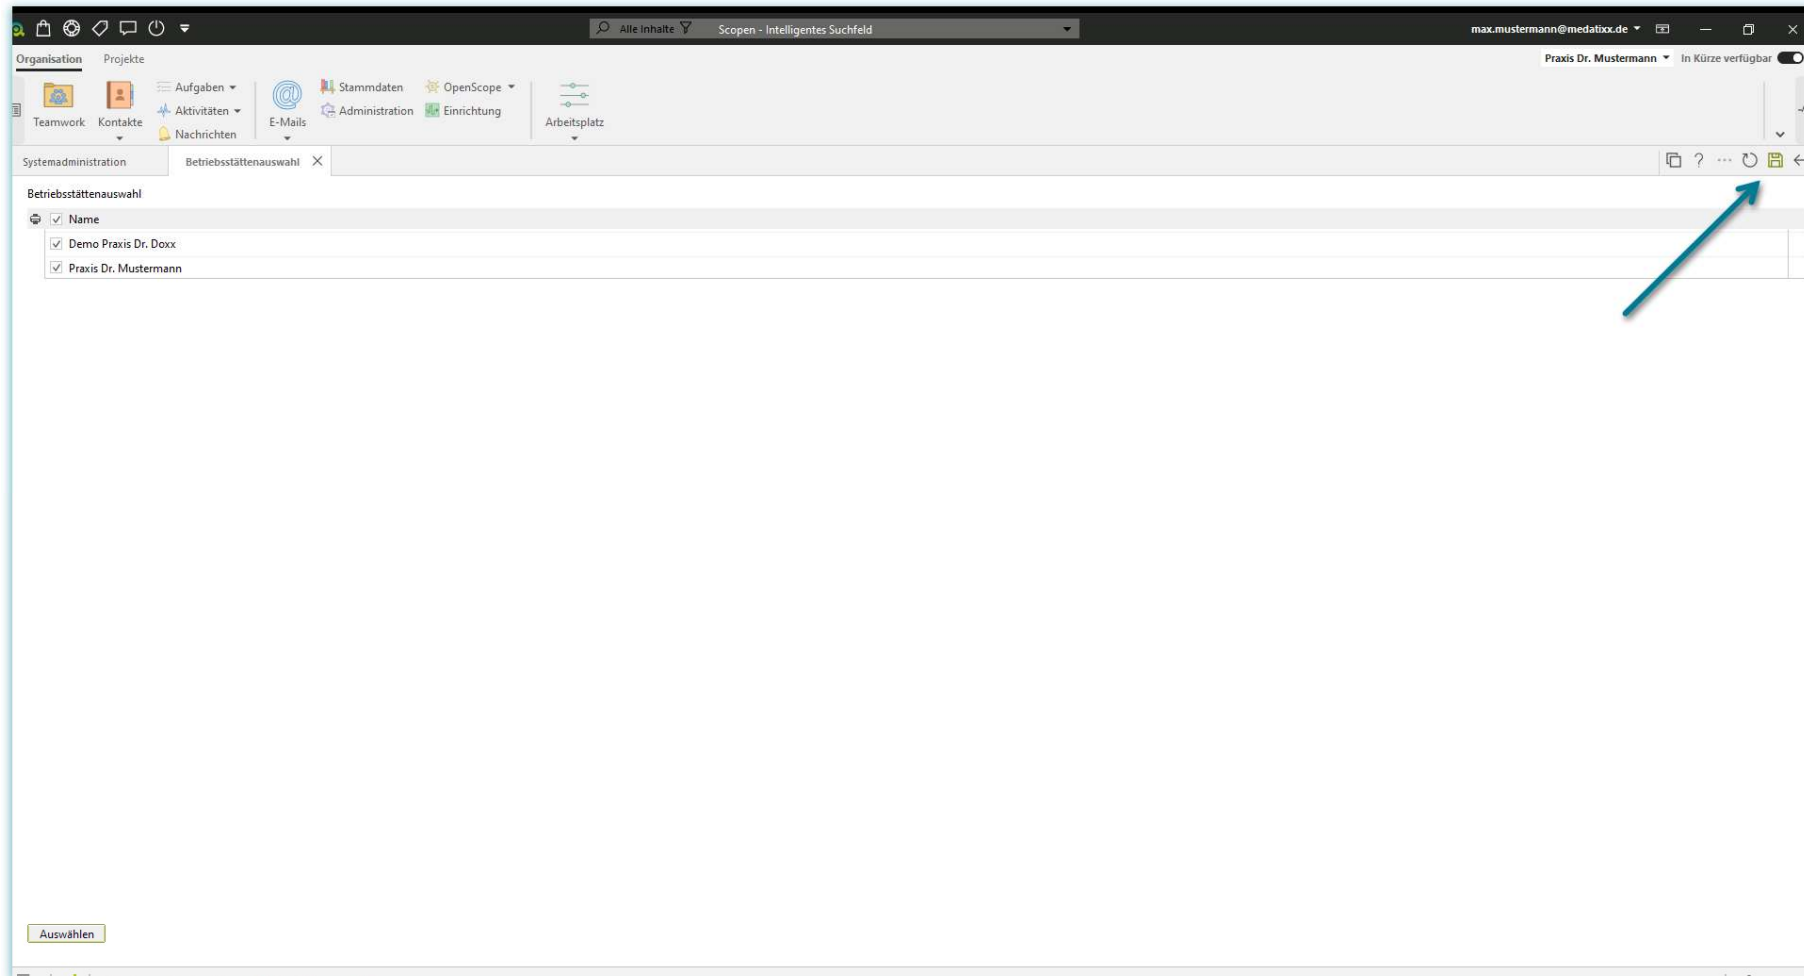 Alle Inhalte Scopen - Intelligentes Suchfeld max.mustermann@medatixx.de
Organisation Projekte Praxis Dr. Mustermann In Kürze verfügbar
Aufgaben Stammdaten OpenScope
Aktivitäten Administration Einrichtung
Teamwork Kontakte E-Mails Arbeitsplatz
Nachrichten
Systemadministration Betriebsstättenauswahl
Betriebsstättenauswahl
Name
Demo Praxis Dr. Doxx
Praxis Dr. Mustermann
Auswählen